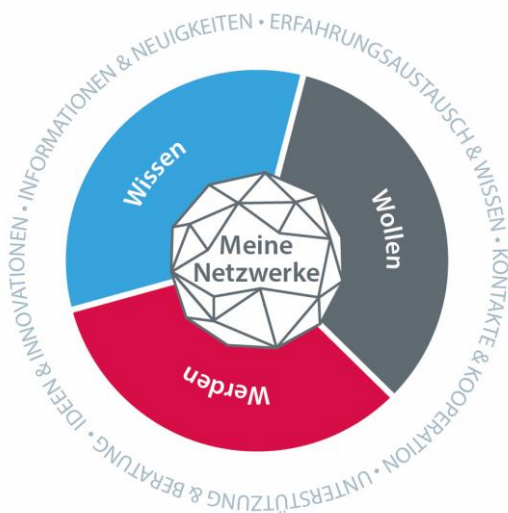 INFORMATIONEN & NEUIGKEITEN • ERFAHRUNGSAUSTAUSCH & WISSEN • KONTAKTE & KOOPERATION • UNTERSTÜTZUNG & BERATUNG • IDEEN & INNOVATIONEN •
Wissen
Wollen
Meine
Netzwerke
Werden